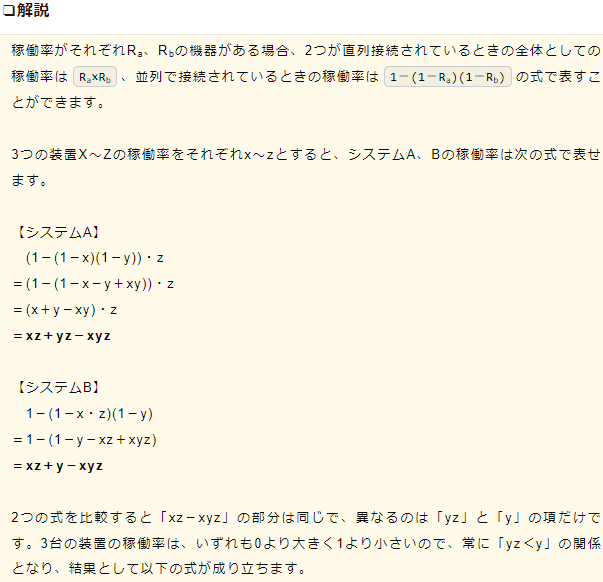 ❏解説
稼働率がそれぞれRₐ、R_bの機器がある場合、2つが直列接続されているときの全体としての
稼働率は Rₐ×R_b 、並列で接続されているときの稼働率は 1－(1－Rₐ)(1－R_b) の式で表すこ
とができます。
3つの装置X～Zの稼働率をそれぞれx～zとすると、システムA、Bの稼働率は次の式で表せ
ます。
【システムA】
(1－(1－x)(1－y))・z
＝(1－(1－x－y＋xy))・z
＝(x＋y－xy)・z
＝xz＋yz－xyz
【システムB】
1－(1－x・z)(1－y)
＝1－(1－y－xz＋xyz)
＝xz＋y－xyz
2つの式を比較すると「xz－xyz」の部分は同じで、異なるのは「yz」と「y」の項だけで
す。3台の装置の稼働率は、いずれも0より大きく1より小さいので、常に「yz＜y」の関係
となり、結果として以下の式が成り立ちます。